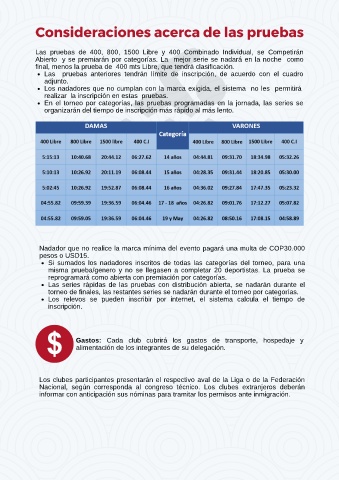 Consideraciones acerca de las pruebas
Las pruebas de 400, 800, 1500 Libre y 400 Combinado Individual, se Competirán
Abierto y se premiarán por categorías. La mejor serie se nadará en la noche como
final, menos la prueba de 400 mts Libre, que tendrá clasificación.
• Las pruebas anteriores tendrán límite de inscripción, de acuerdo con el cuadro
adjunto.
• Los nadadores que no cumplan con la marca exigida, el sistema no les permitirá
realizar la inscripción en estas pruebas.
• En el torneo por categorías, las pruebas programadas en la jornada, las series se
organizarán del tiempo de inscripción más rápido al más lento.
DAMAS Categoría VARONES
400 Libre 800 Libre 1500 libre 400 C.I 400 Libre 800 Libre 1500 Libre 400 C.I
5:15:13 10:40.68 20:44.12 06:27.62 14 años 04:44.81 09:31.70 18:34.98 05:32.26
5:10:13 10:26.92 20:11.19 06:08.44 15 años 04:28.35 09:31.44 18:20.85 05:30.00
5:02:45 10:26.92 19:52.87 06:08.44 16 años 04:36.02 09:27.84 17:47.35 05:23.32
04:55.82 09:59.59 19:36.59 06:04.46 17 - 18 años 04:26.82 09:01.76 17:12.27 05:07.82
04:55.82 09:59.05 19:36.59 06:04.46 19 y May 04:26.82 08:50.16 17:08.15 04:58.89
Nadador que no realice la marca mínima del evento pagará una multa de COP30.000
pesos o USD15.
• Si sumados los nadadores inscritos de todas las categorías del torneo, para una
misma prueba/genero y no se llegasen a completar 20 deportistas. La prueba se
reprogramará como abierta con premiación por categorías.
• Las series rápidas de las pruebas con distribución abierta, se nadarán durante el
torneo de finales, las restantes series se nadarán durante el torneo por categorías.
• Los relevos se pueden inscribir por internet, el sistema calcula el tiempo de
inscripción.
$
Gastos: Cada club cubrirá los gastos de transporte, hospedaje y
alimentación de los integrantes de su delegación.
Los clubes participantes presentarán el respectivo aval de la Liga o de la Federación
Nacional, según corresponda al congreso técnico. Los clubes extranjeros deberán
informar con anticipación sus nóminas para tramitar los permisos ante inmigración.